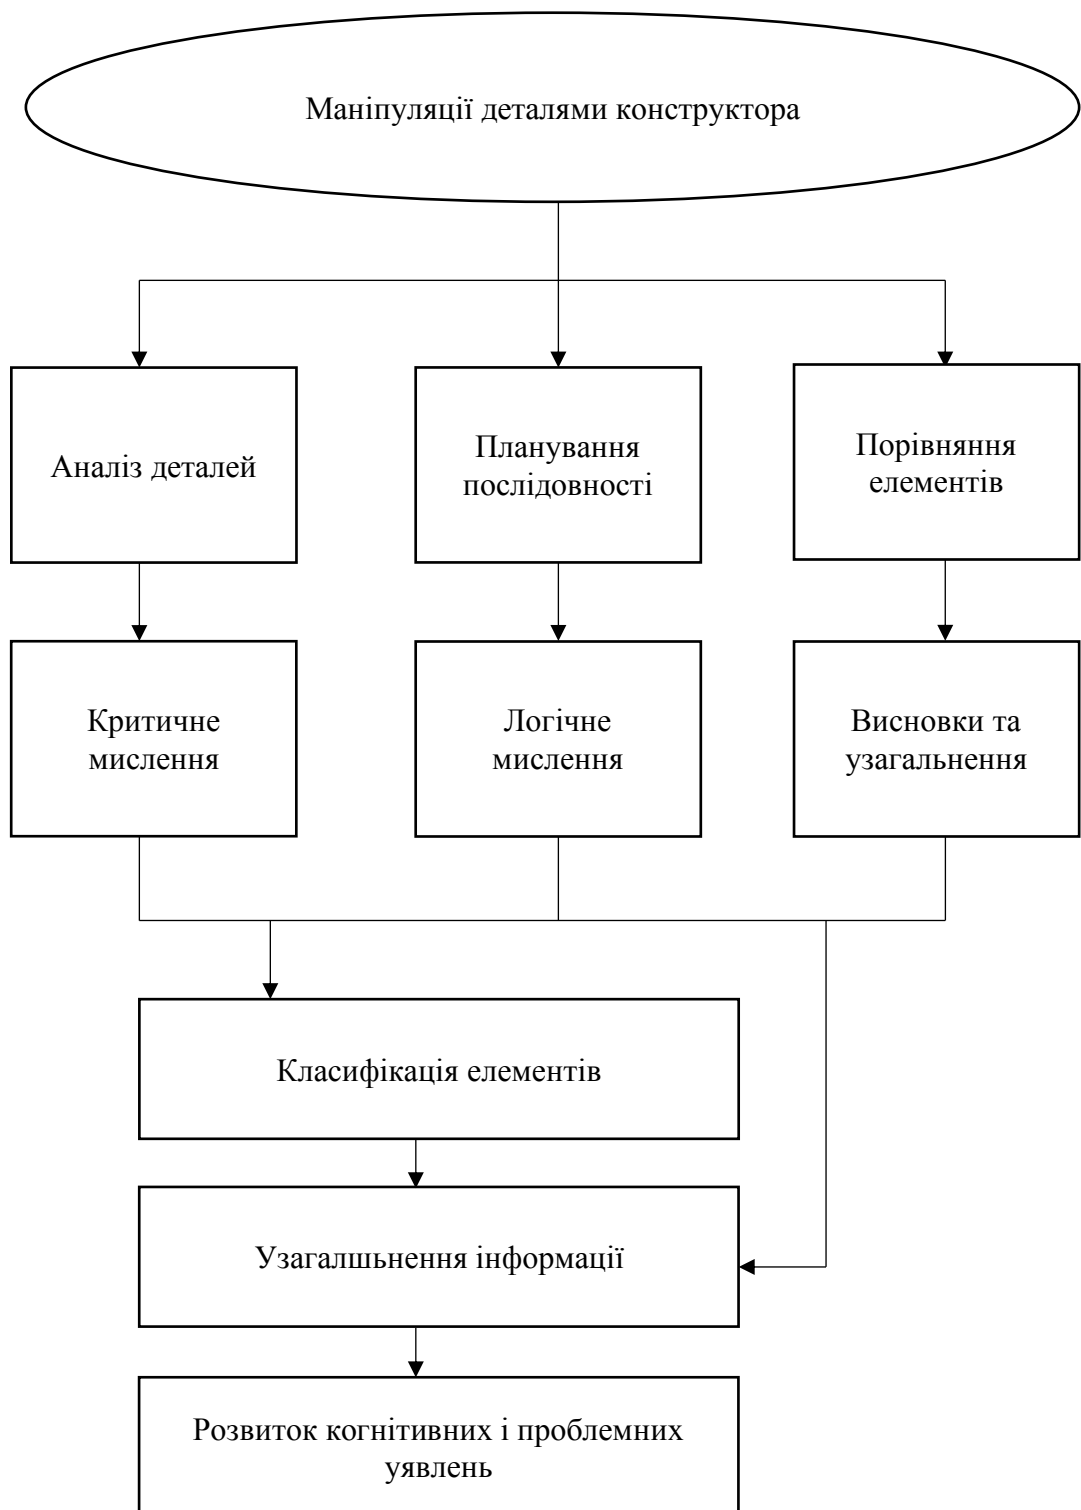 Маніпуляції деталями конструктора
Аналіз деталей
Планування
послідовності
Порівняння
елементів
Критичне
мислення
Логічне
мислення
Висновки та
узагальнення
Класифікація елементів
Узагалшьнення інформації
Розвиток когнітивних і проблемних
уявлень